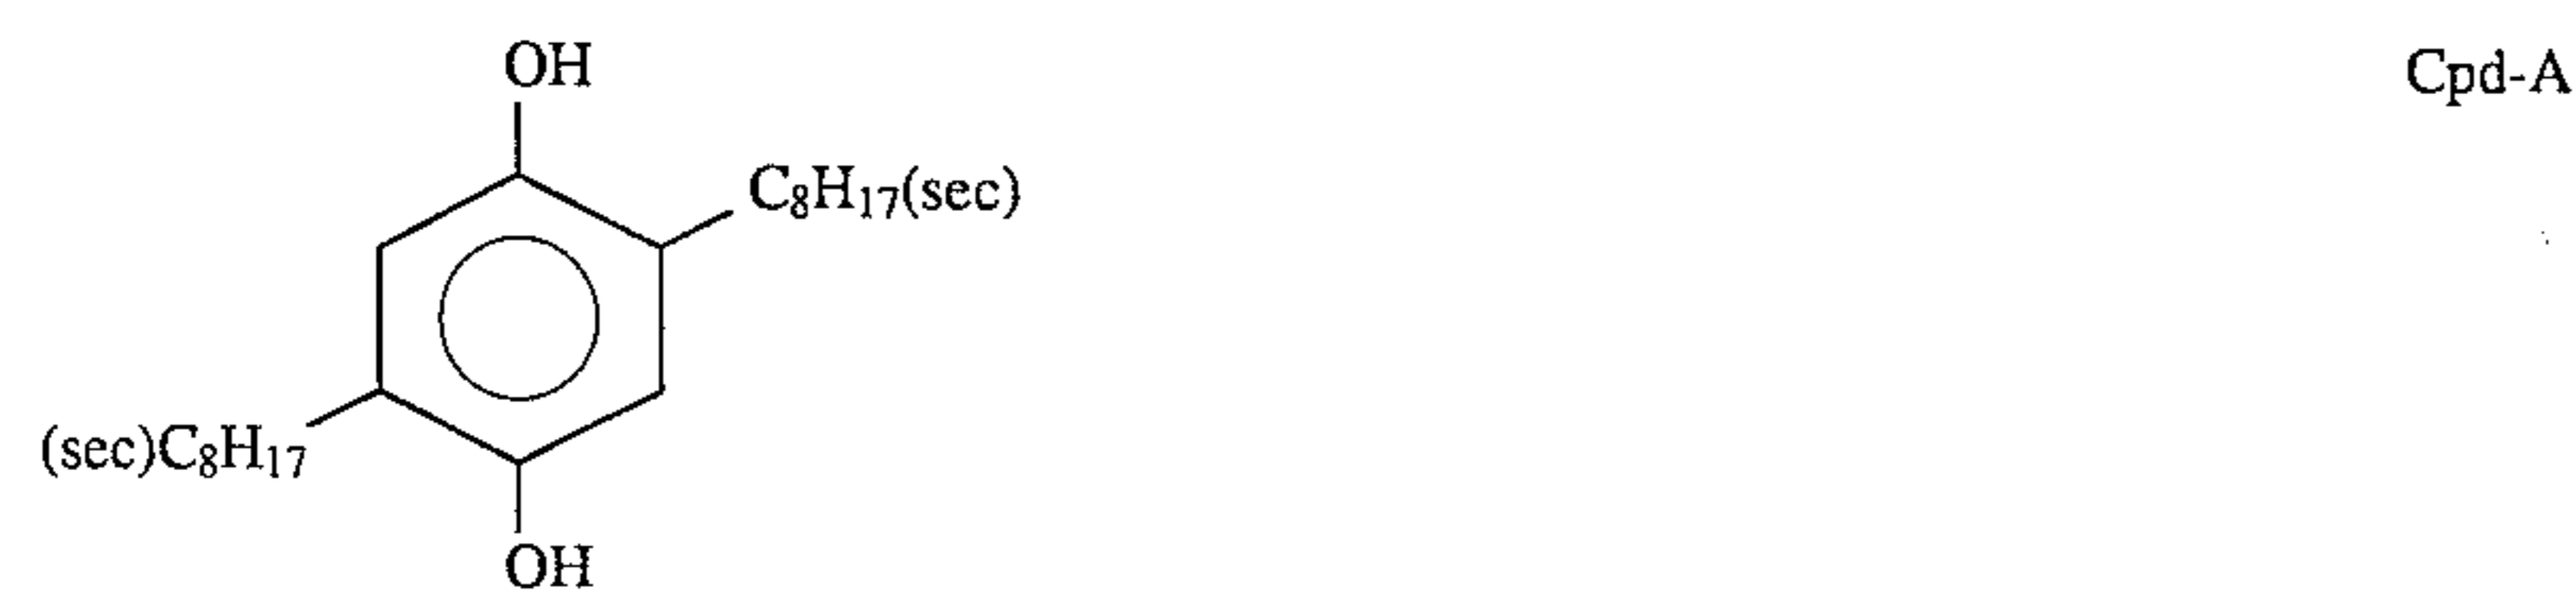 OH
Cpd-A
C₈H₁₇(sec)
(sec)C₈H₁₇
OH